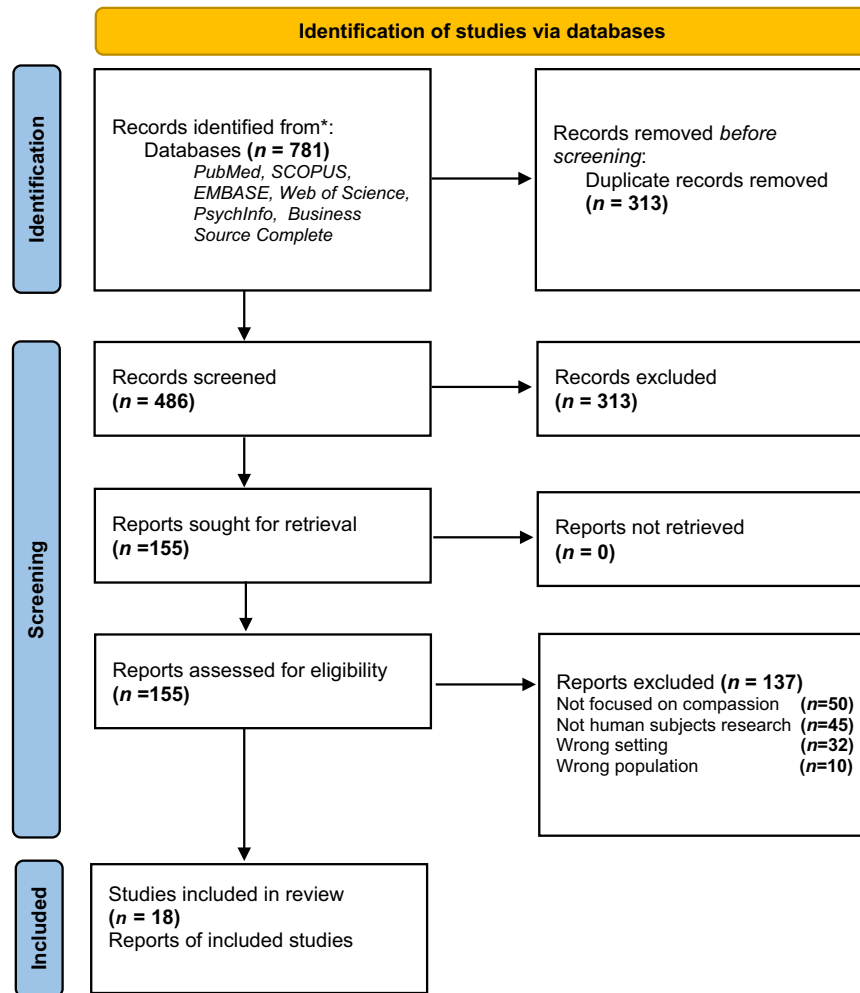 Identification of studies via databases
Identification
Records identified from*:
Databases (n = 781)
PubMed, SCOPUS,
EMBASE, Web of Science,
PsychInfo, Business
Source Complete
Records removed before
screening:
Duplicate records removed
(n = 313)
Screening
Records screened
(n = 486)
Records excluded
(n = 313)
Reports sought for retrieval
(n =155)
Reports not retrieved
(n = 0)
Reports assessed for eligibility
(n =155)
Reports excluded (n = 137)
Not focused on compassion (n=50)
Not human subjects research (n=45)
Wrong setting (n=32)
Wrong population (n=10)
Included
Studies included in review
(n = 18)
Reports of included studies